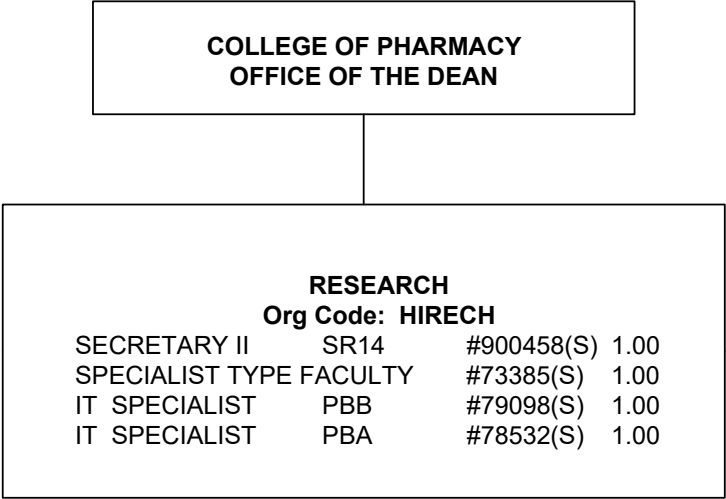 COLLEGE OF PHARMACY
OFFICE OF THE DEAN
RESEARCH
Org Code: HIRECH
SECRETARY II SR14 #900458(S) 1.00
SPECIALIST TYPE FACULTY #73385(S) 1.00
IT SPECIALIST PBB #79098(S) 1.00
IT SPECIALIST PBA #78532(S) 1.00